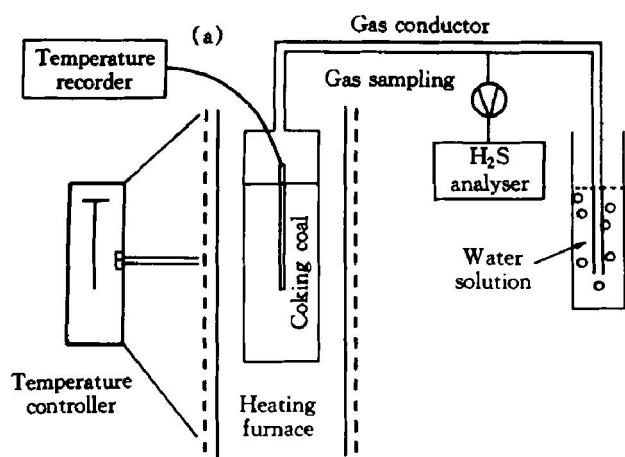 (a)
Gas conductor
Temperature
recorder
Gas sampling
H₂S
analyser
Coking coal
Water
solution
Temperature
controller
Heating
furnace